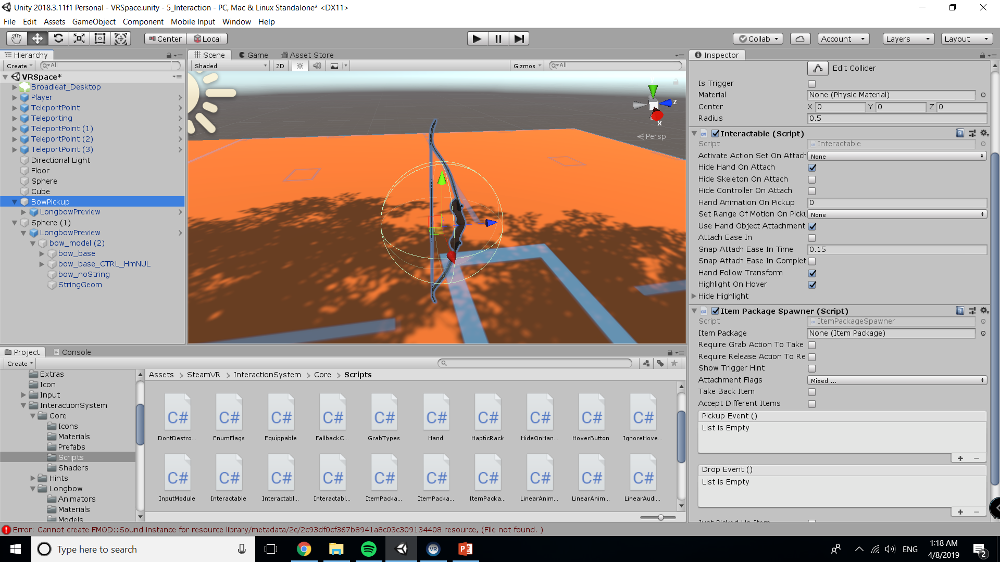 Unity 2018.3.11f1 Personal - VRSpace.unity - 5_Interaction - PC, Mac & Linux Standalone* <DX11>
File Edit Assets GameObject Component Mobile Input Window Help
Center Local Collab Account Layers Layout
Hierarchy
Create All
VRSpace*
Broadleaf_Desktop
Player
TeleportPoint
Teleporting
TeleportPoint (1)
TeleportPoint (2)
TeleportPoint (3)
Directional Light
Floor
Sphere
Cube
BowPickup
LongbowPreview
Sphere (1)
LongbowPreview
bow_model (2)
bow_base
bow_base_CTRL_HmNUL
bow_noString
StringGeom
Scene Game Asset Store
Shaded 2D Gizmos All
z
x
Persp
Inspector
Edit Collider
Is Trigger
Material None (Physic Material)
Center X 0 Y 0 Z 0
Radius 0.5
Interactable (Script)
Script Interactable
Activate Action Set On Attach None
Hide Hand On Attach
Hide Skeleton On Attach
Hide Controller On Attach
Hand Animation On Pickup 0
Set Range Of Motion On Picku None
Use Hand Object Attachment
Attach Ease In
Snap Attach Ease In Time 0.15
Snap Attach Ease In Complet
Hand Follow Transform
Highlight On Hover
Hide Highlight
Item Package Spawner (Script)
Script ItemPackageSpawner
Item Package None (Item Package)
Require Grab Action To Take
Require Release Action To Re
Show Trigger Hint
Attachment Flags Mixed ...
Take Back Item
Accept Different Items
Pickup Event ()
List is Empty
Drop Event ()
List is Empty
Just Picked Up Item
Project Console
Create
Extras
Icon
Input
InteractionSystem
Core
Icons
Materials
Prefabs
Scripts
Shaders
Hints
Longbow
Animators
Materials
Models
Assets SteamVR InteractionSystem Core Scripts
C# C# C# C# C# C# C# C# C# C#
DontDestro... EnumFlags Equippable FallbackC... GrabTypes Hand HapticRack HideOnHan... HoverButton IgnoreHove...
C# C# C# C# C# C# C# C# C# C#
InputModule Interactable Interactabl... Interactabl... ItemPacka... ItemPacka... ItemPacka... LinearAnim... LinearAnim... LinearAudi...
Error: Cannot create FMOD::Sound instance for resource library/metadata/2c/2c93df0cf367b8941a8c03c309134408.resource, (File not found. )
Type here to search
VR
ENG
1:18 AM
4/8/2019
2